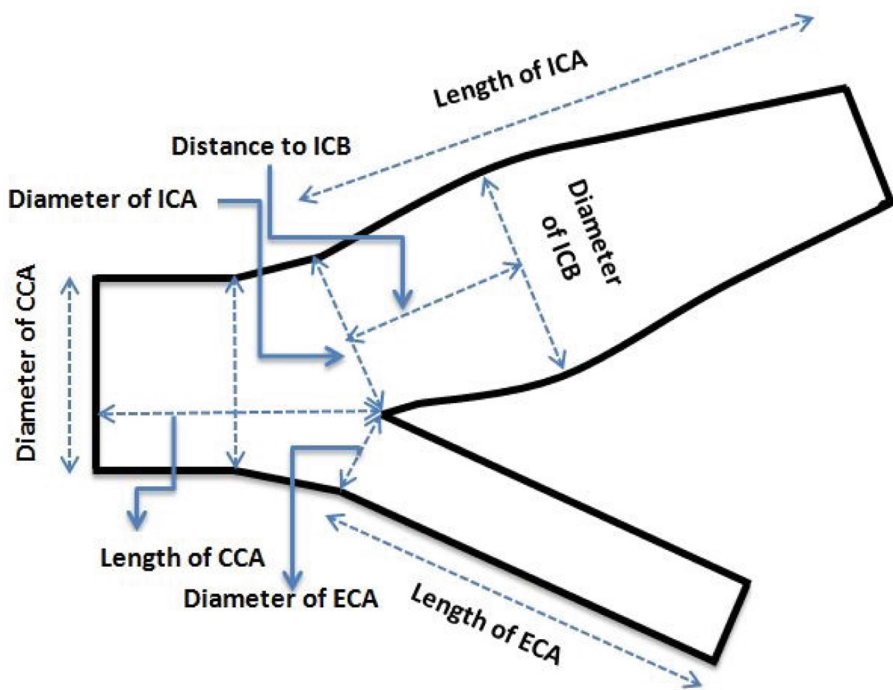 Length of ICA
Distance to ICB
Diameter of ICA
Diameter
of ICB
Diameter of CCA
Length of CCA
Diameter of ECA
Length of ECA